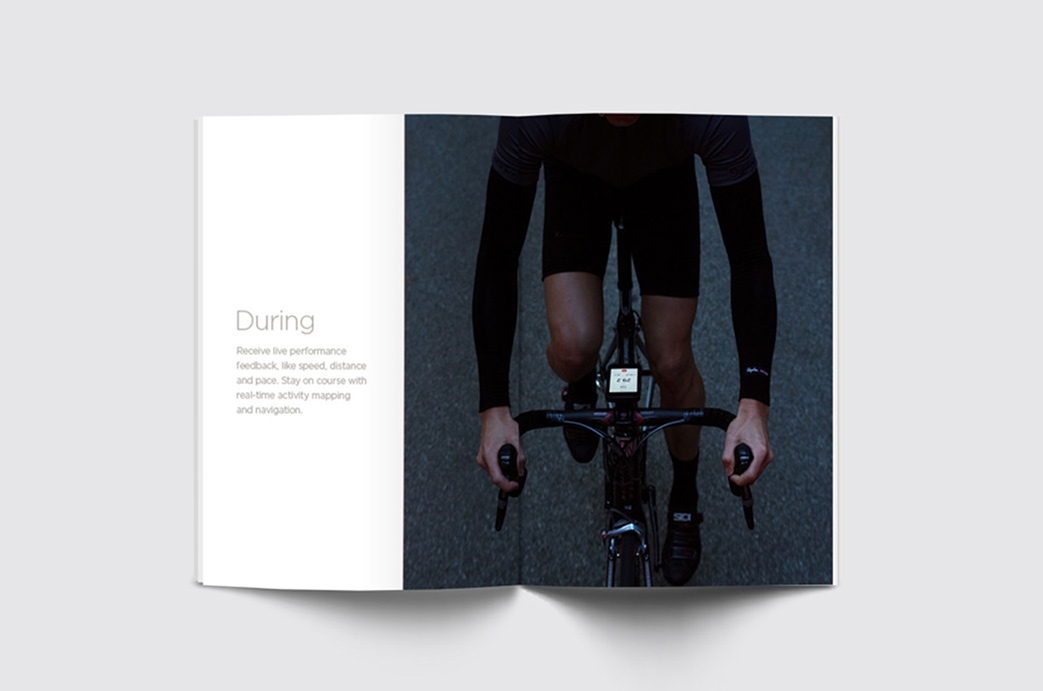 During
Receive live performance
feedback, like speed, distance
and pace. Stay on course with
real-time activity mapping
and navigation.
SIDI